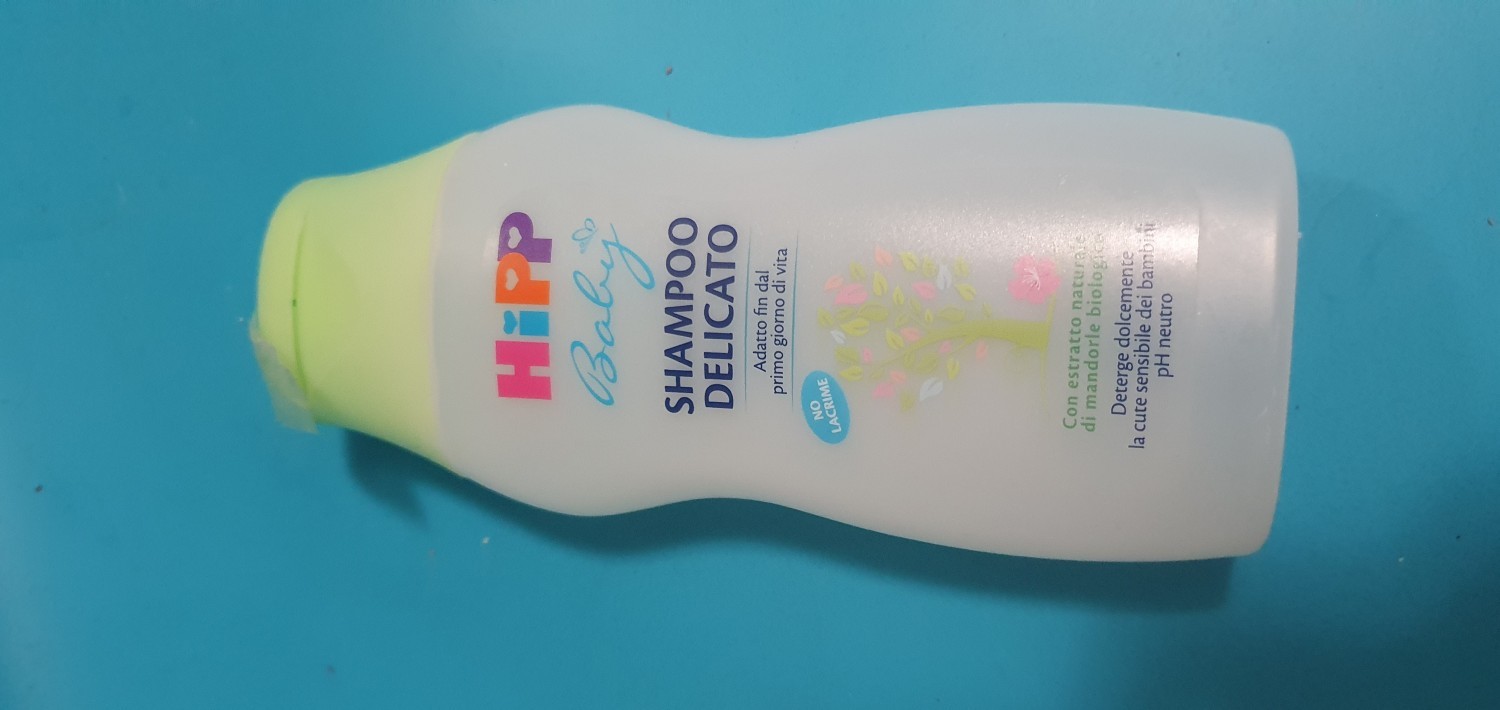 HiPP
Baby
SHAMPOO
DELICATO
Adatto fin dal
primo giorno di vita
NO
LACRIME
Con estratto naturale
di mandorle biologico
Deterge dolcemente
la cute sensibile dei bambini
pH neutro